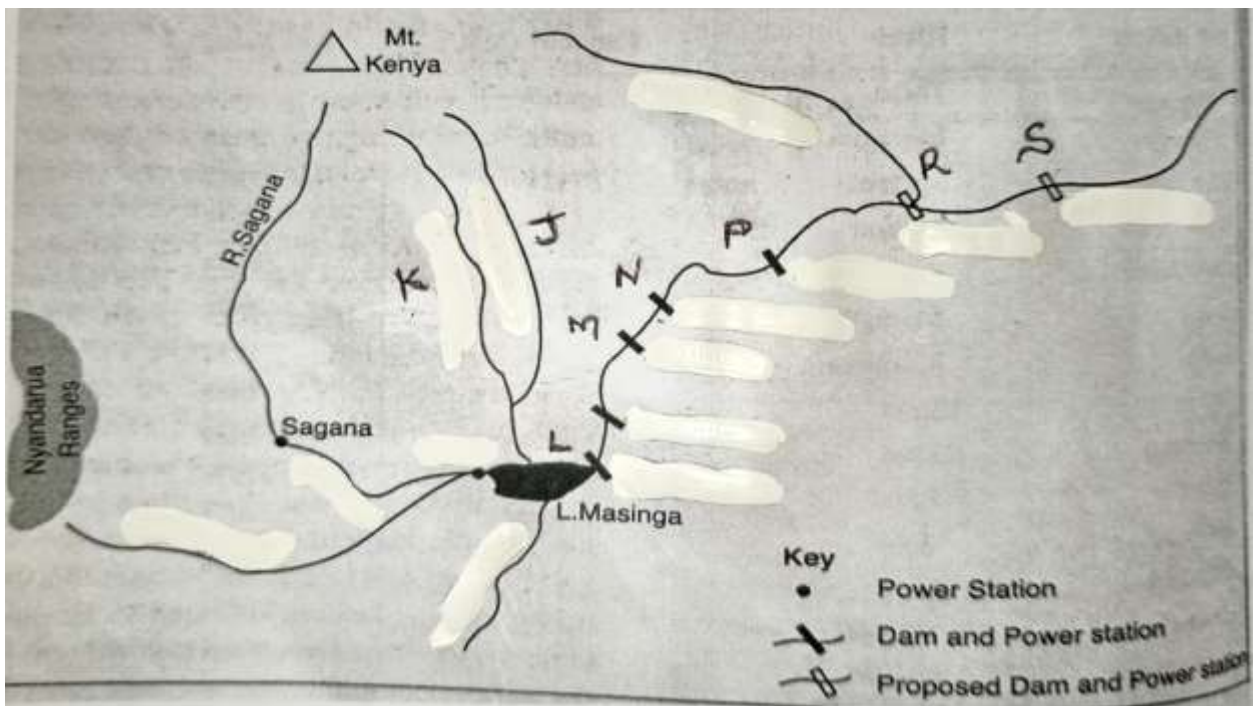 Mt.
Kenya
R.Sagana
K
J
S
R
P
N
M
L
Nyandarua
Ranges
Sagana
L.Masinga
Key
Power Station
Dam and Power station
Proposed Dam and Power station